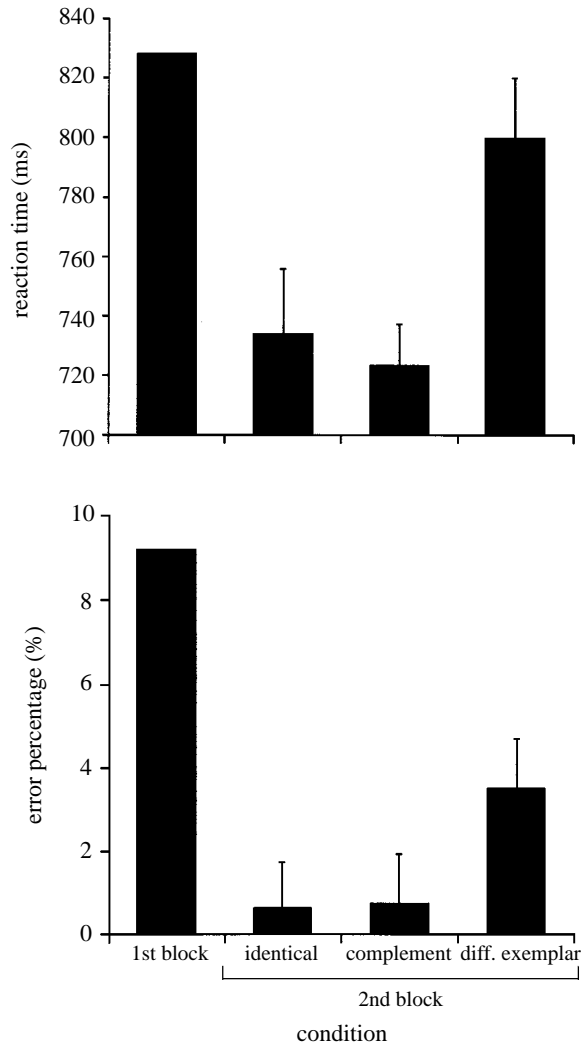 840
820
800
780
760
740
720
700
reaction time (ms)
10
8
6
4
2
0
error percentage (%)
1st block identical complement diff. exemplar
2nd block
condition